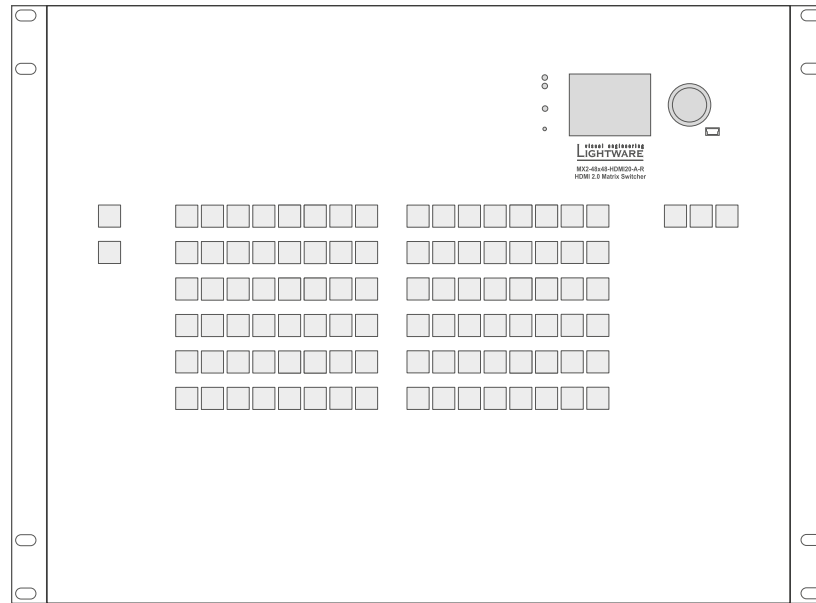 visual engineering
LIGHTWARE
MX2-48x48-HDMI20-A-R
HDMI 2.0 Matrix Switcher